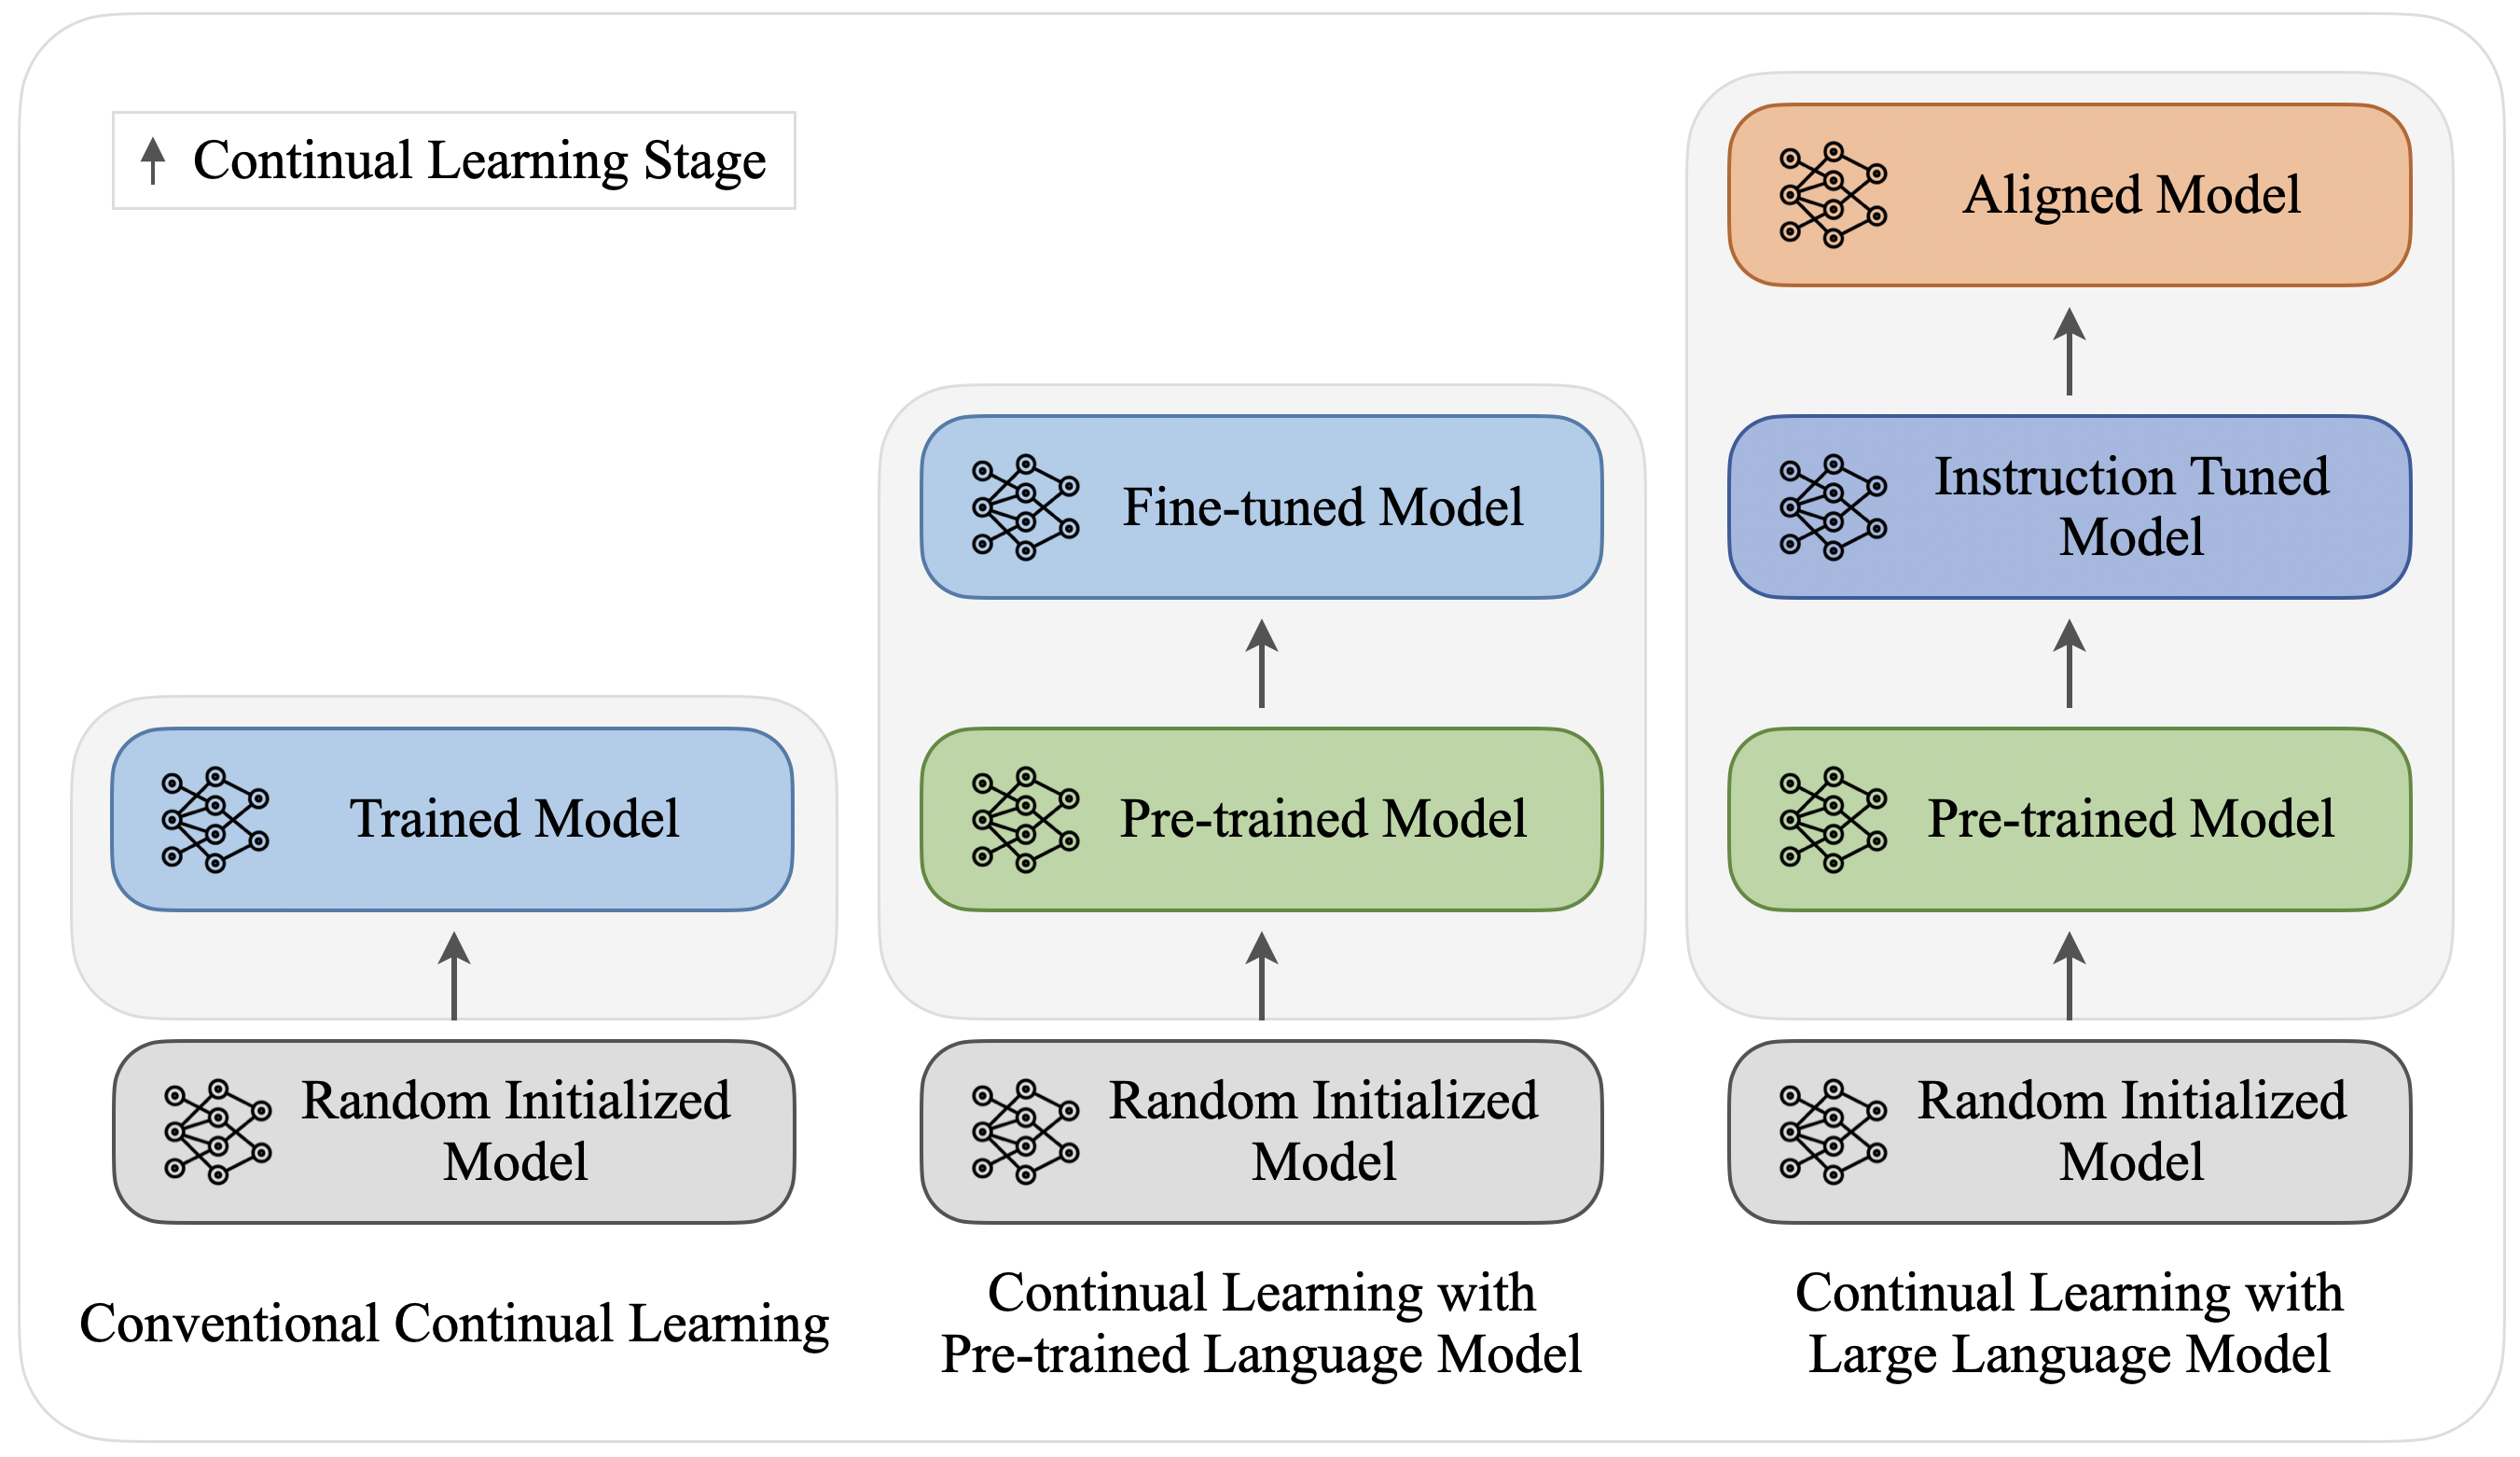 Continual Learning Stage
Trained Model
Random Initialized
Model
Conventional Continual Learning
Fine-tuned Model
Pre-trained Model
Random Initialized
Model
Continual Learning with
Pre-trained Language Model
Aligned Model
Instruction Tuned
Model
Pre-trained Model
Random Initialized
Model
Continual Learning with
Large Language Model